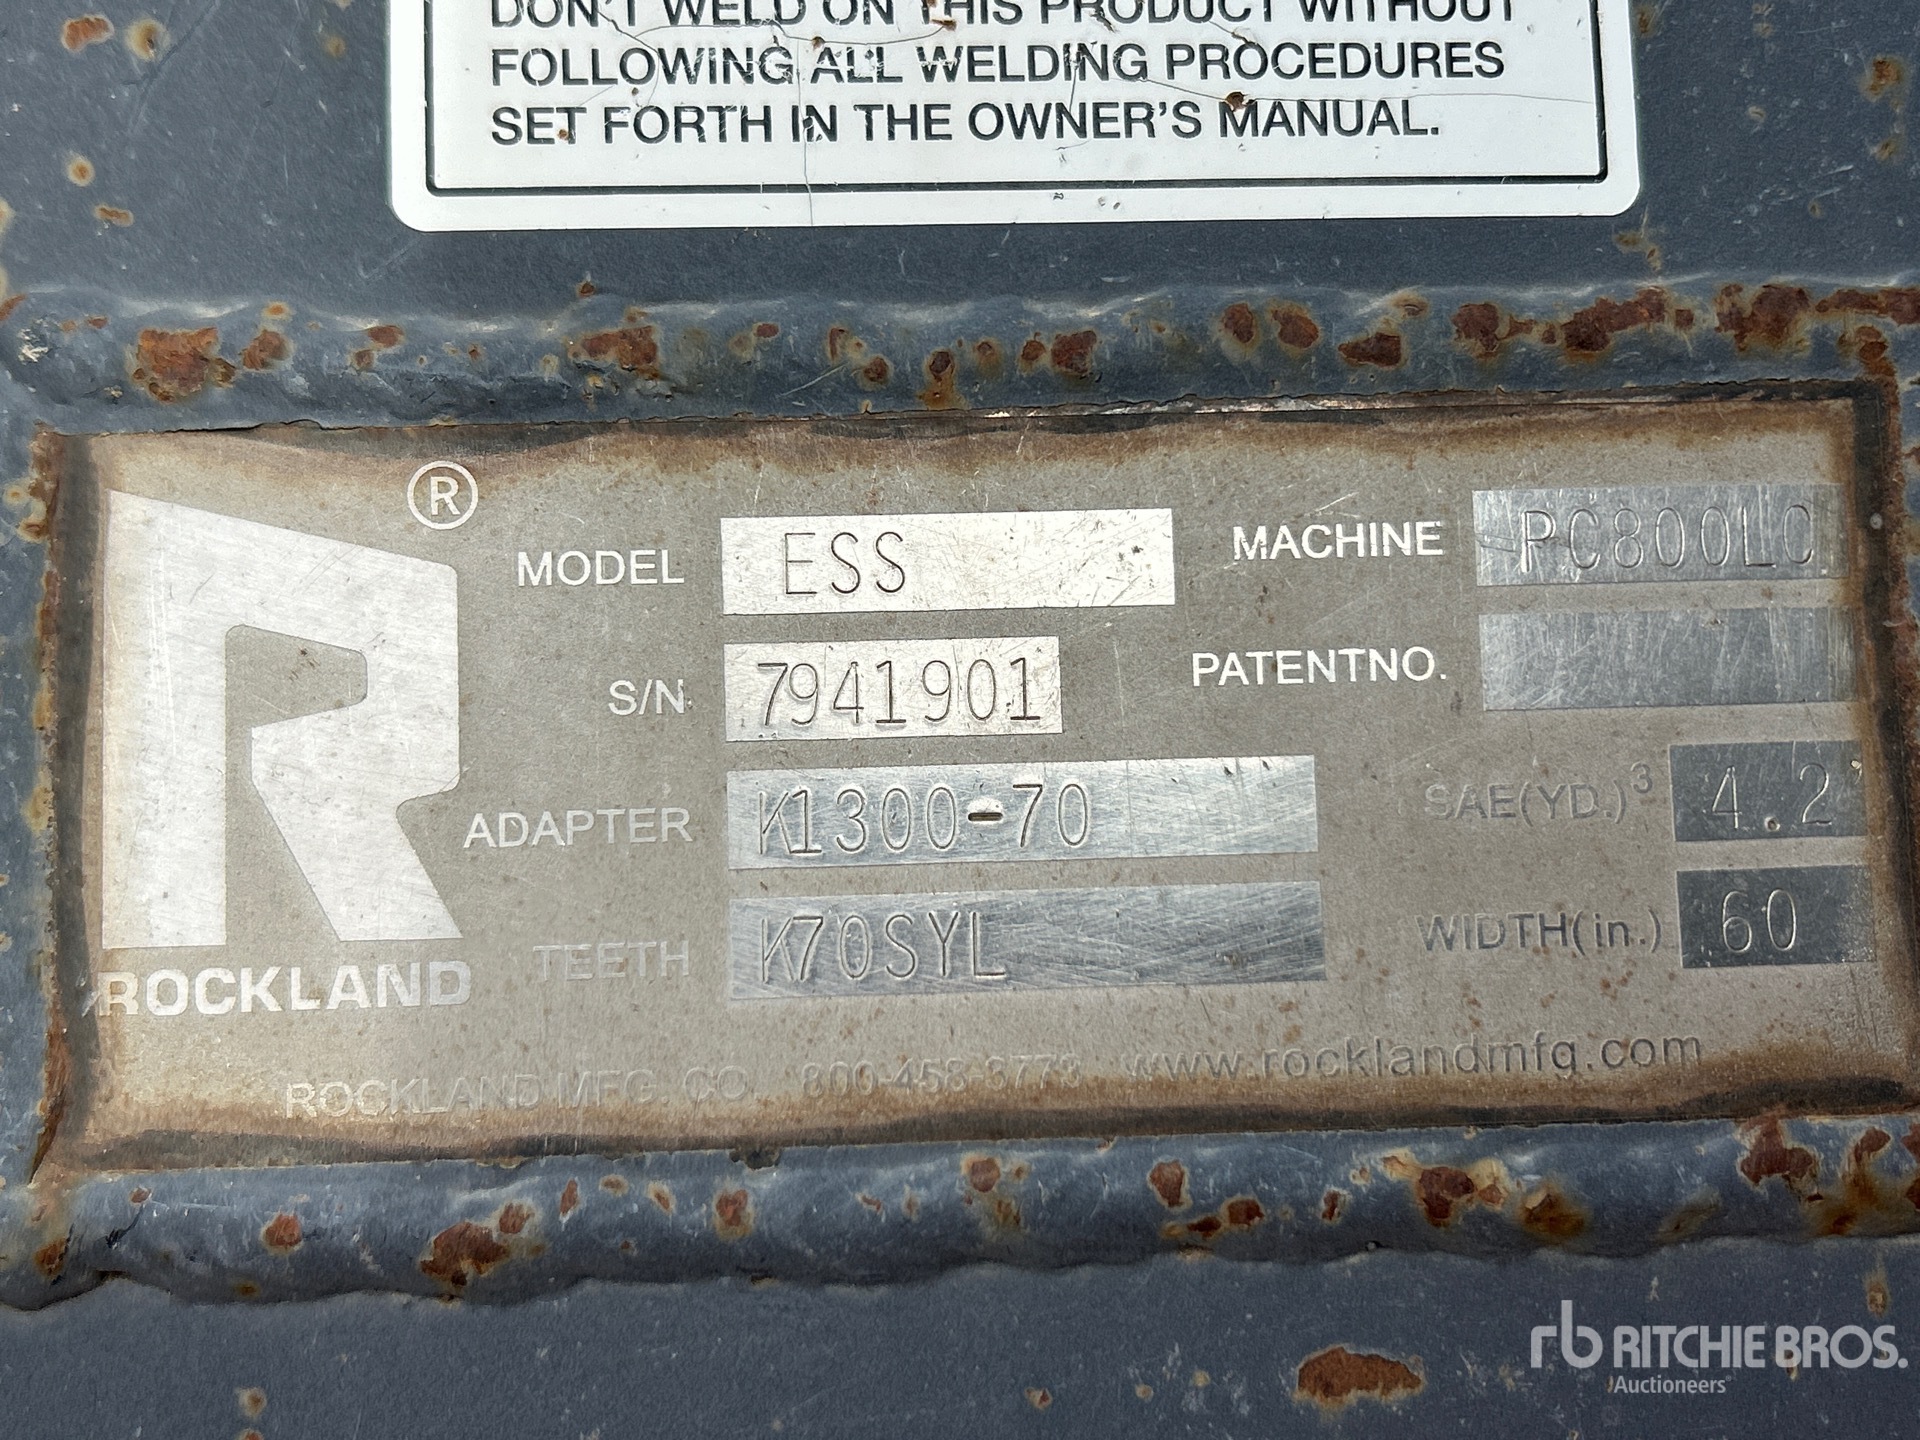 DON'T WELD ON THIS PRODUCT WITHOUT
FOLLOWING ALL WELDING PROCEDURES
SET FORTH IN THE OWNER'S MANUAL.
®
MODEL ESS MACHINE PC800LC
S/N 7941901 PATENTNO.
ADAPTER K1300-70 SAE(YD.)³ 4.2
TEETH K70SYL WIDTH(in.) 60
ROCKLAND
ROCKLAND MFG. CO. 800-458-3773 www.rocklandmfg.com
rb RITCHIE BROS.
Auctioneers